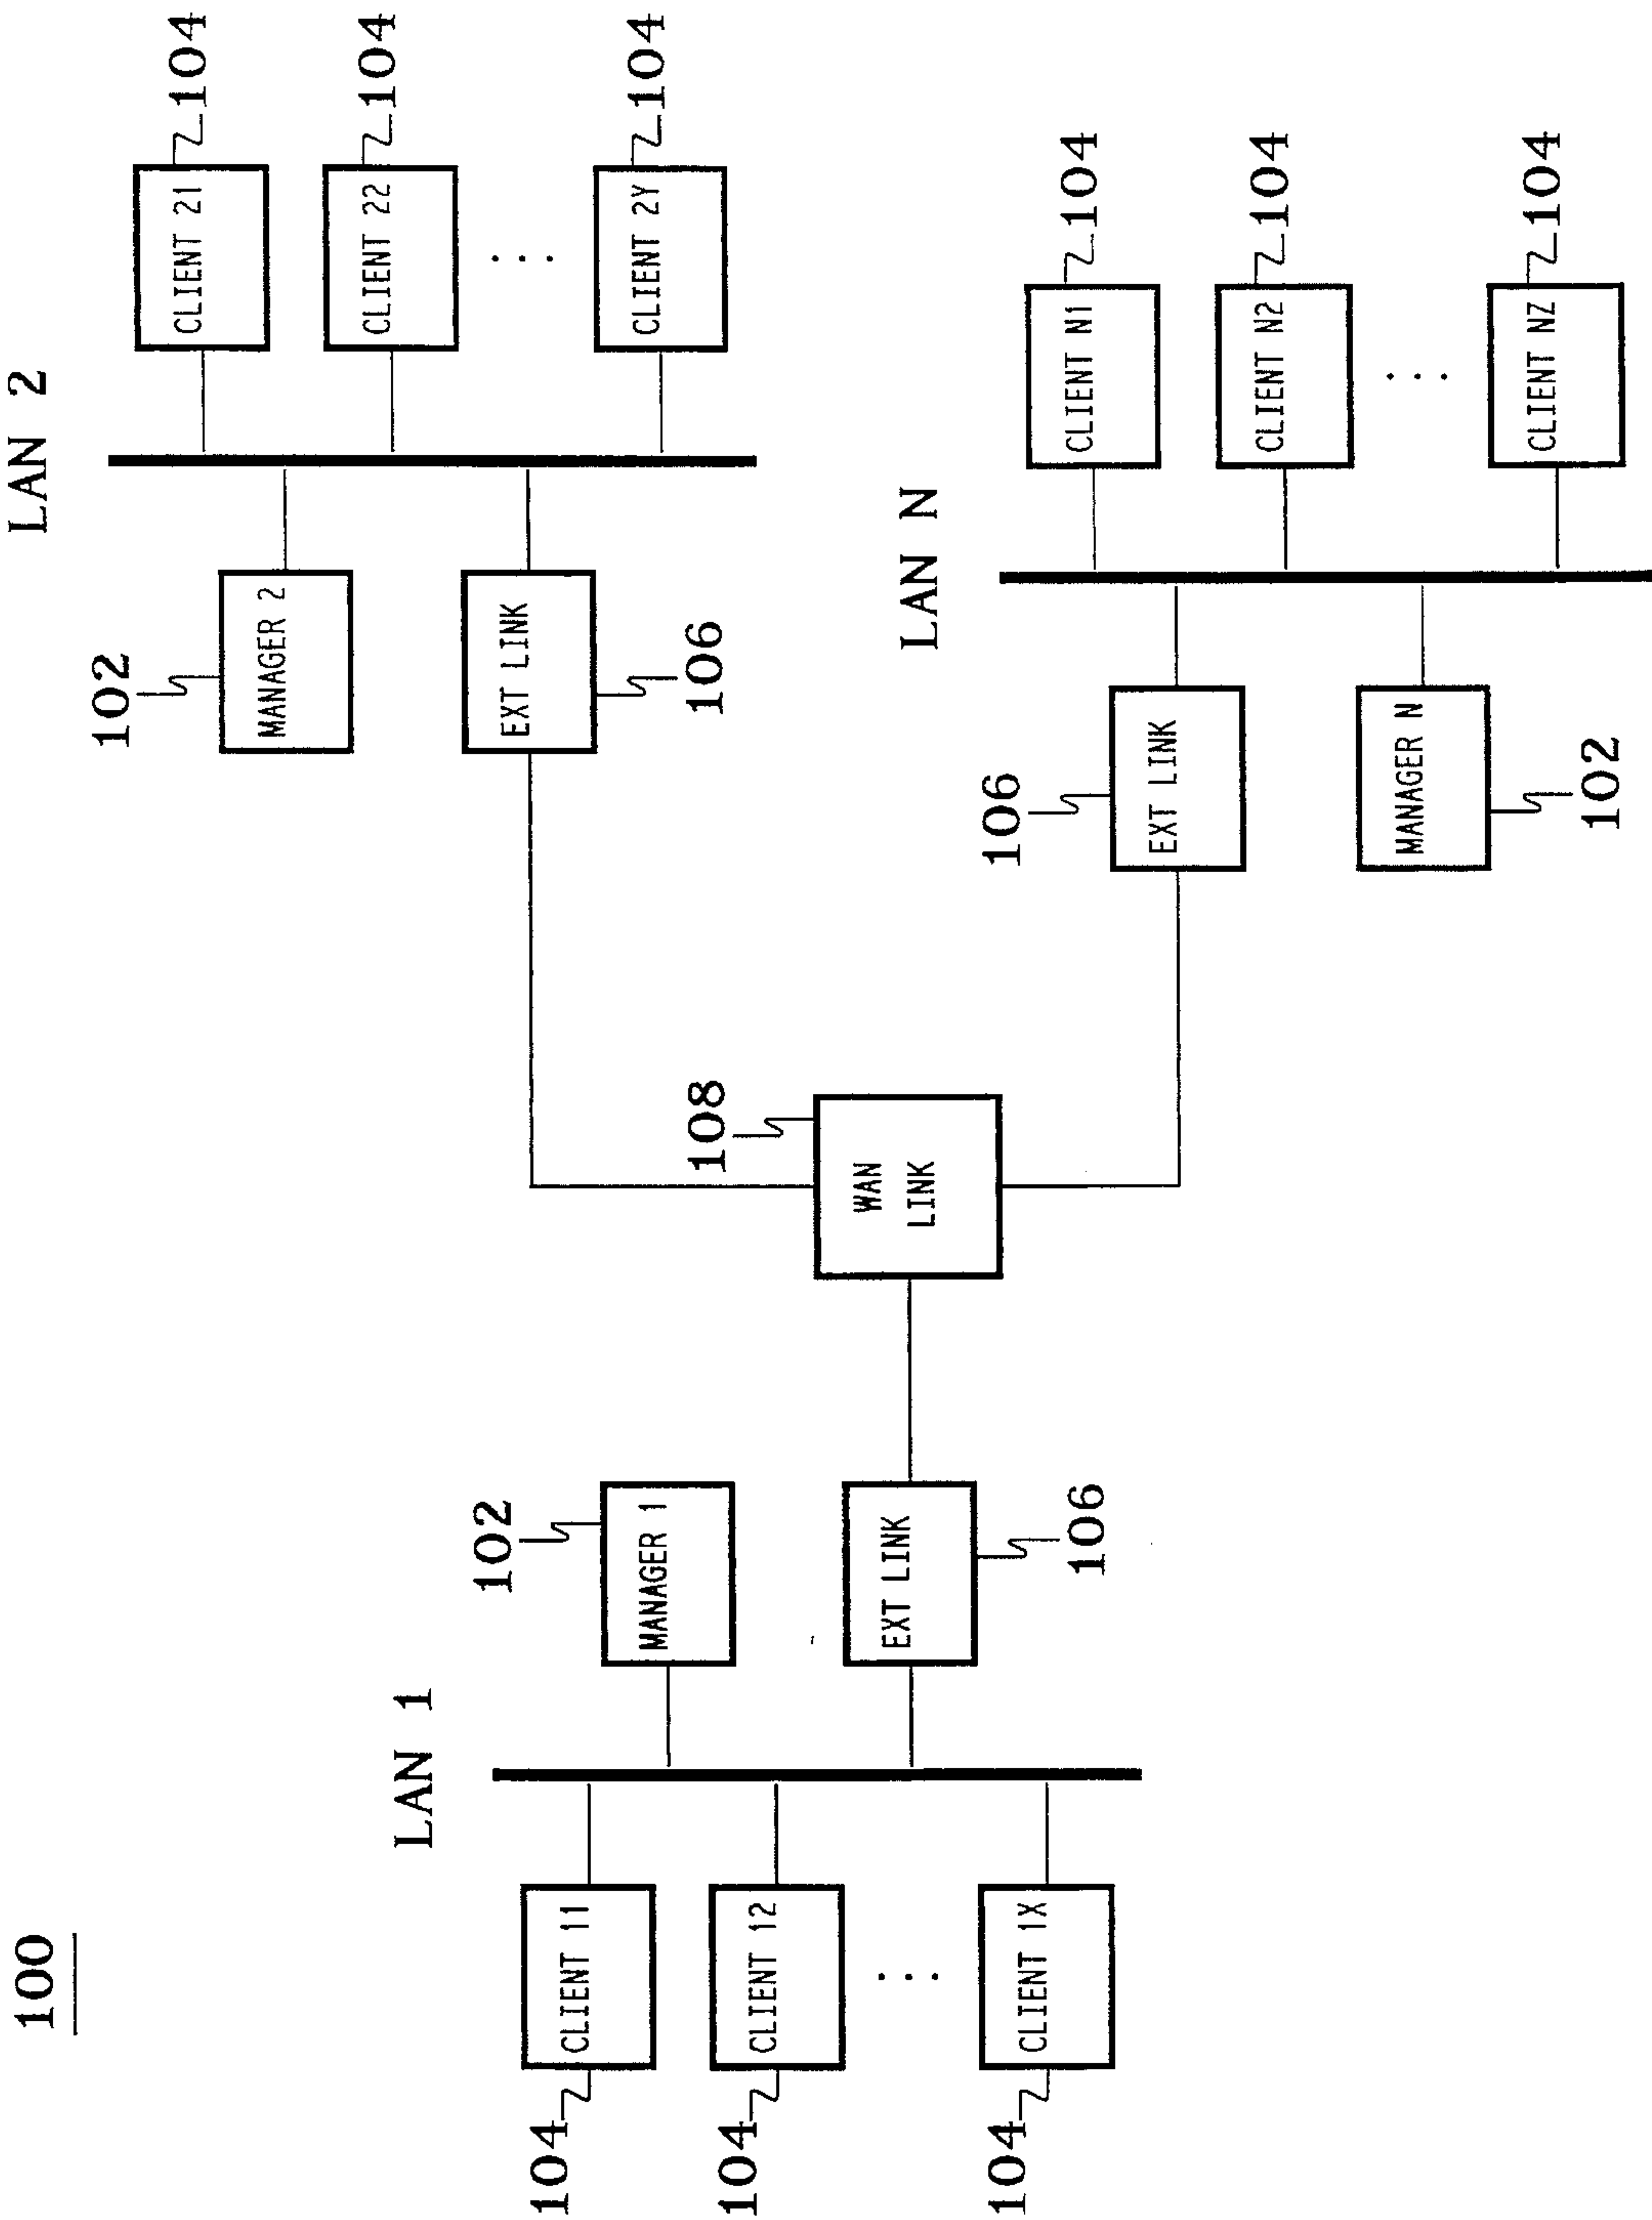 100
LAN 1
104
CLIENT 11
104
CLIENT 12
. . .
104
CLIENT 1X
102
MANAGER 1
EXT LINK
106
108
WAN
LINK
LAN 2
102
MANAGER 2
EXT LINK
106
CLIENT 21
104
CLIENT 22
104
. . .
CLIENT 2Y
104
LAN N
106
EXT LINK
MANAGER N
102
CLIENT N1
104
CLIENT N2
104
. . .
CLIENT NZ
104